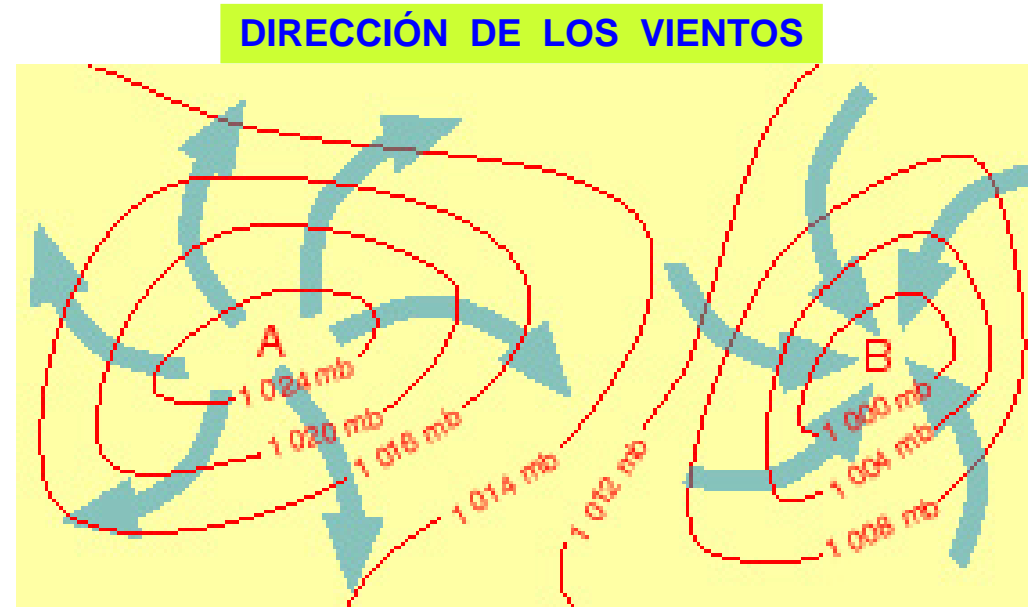 DIRECCIÓN DE LOS VIENTOS
A
1 024 mb
1 020 mb
1 016 mb
1 014 mb
1 012 mb
B
1 000 mb
1 004 mb
1 008 mb